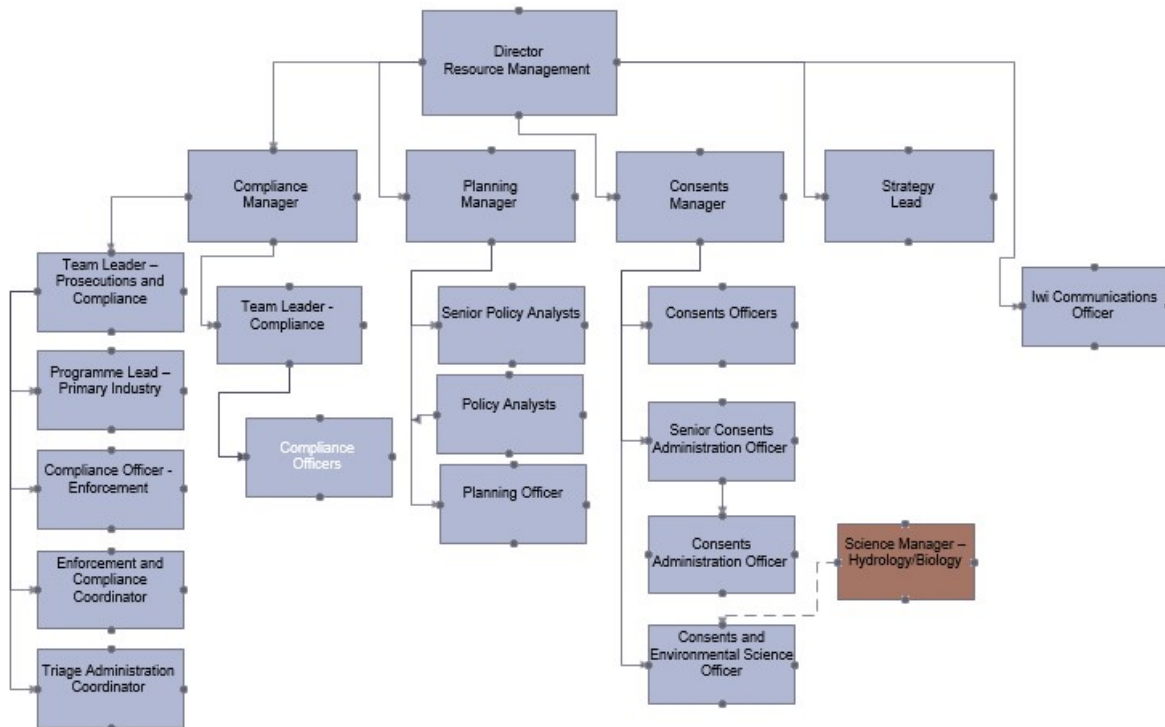 Director
Resource Management
Compliance
Manager
Planning
Manager
Consents
Manager
Strategy
Lead
Team Leader –
Prosecutions and
Compliance
Programme Lead –
Primary Industry
Compliance Officer -
Enforcement
Enforcement and
Compliance
Coordinator
Triage Administration
Coordinator
Team Leader -
Compliance
Compliance
Officers
Senior Policy Analysts
Policy Analysts
Planning Officer
Consents Officers
Senior Consents
Administration Officer
Consents
Administration Officer
Consents and
Environmental Science
Officer
Science Manager –
Hydrology/Biology
Iwi Communications
Officer